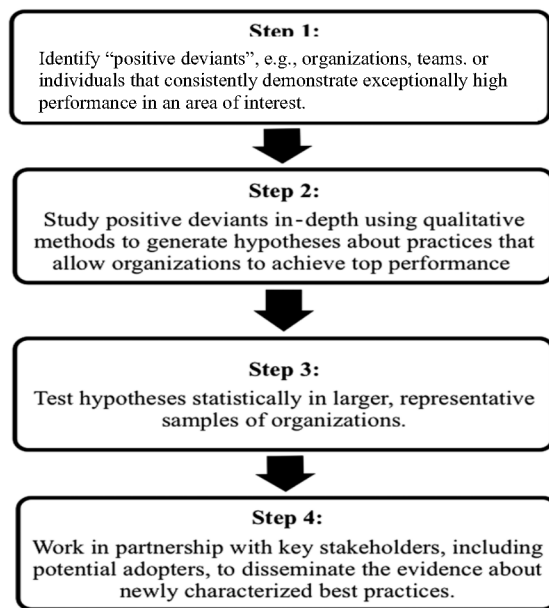 Step 1:
Identify “positive deviants”, e.g., organizations, teams. or
individuals that consistently demonstrate exceptionally high
performance in an area of interest.
Step 2:
Study positive deviants in-depth using qualitative
methods to generate hypotheses about practices that
allow organizations to achieve top performance
Step 3:
Test hypotheses statistically in larger, representative
samples of organizations.
Step 4:
Work in partnership with key stakeholders, including
potential adopters, to disseminate the evidence about
newly characterized best practices.